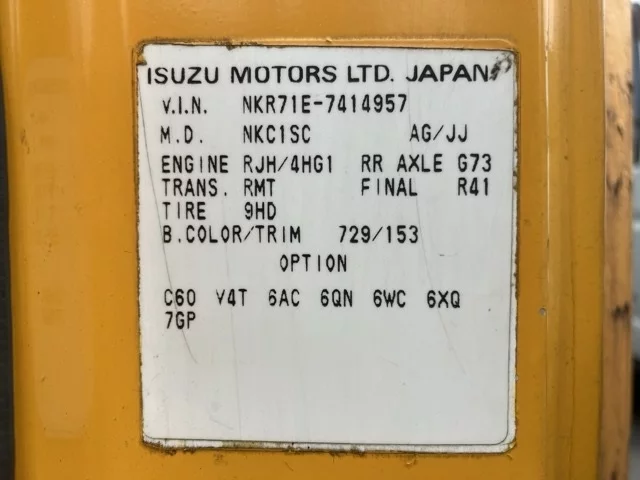 ISUZU MOTORS LTD. JAPAN
V.I.N. NKR71E-7414957
M.D. NKC1SC AG/JJ
ENGINE RJH/4HG1 RR AXLE G73
TRANS. RMT FINAL R41
TIRE 9HD
B.COLOR/TRIM 729/153
OPTION
C60 V4T 6AC 6QN 6WC 6XQ
7GP